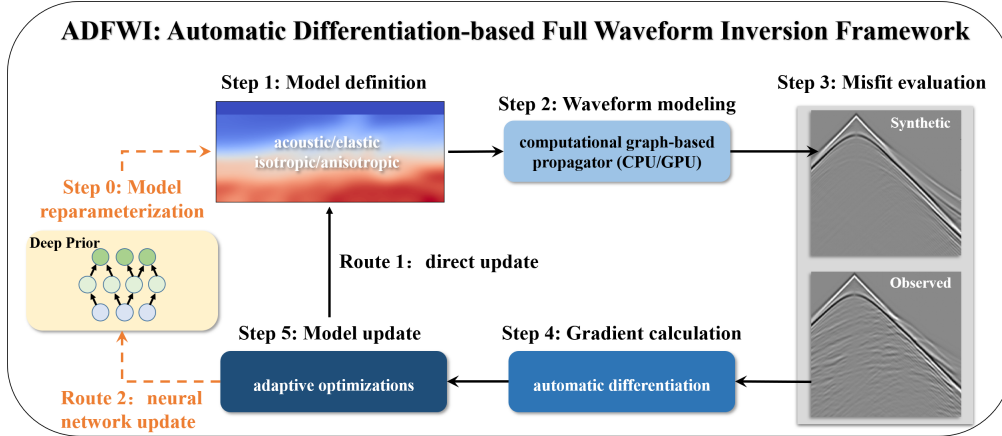 ADFWI: Automatic Differentiation-based Full Waveform Inversion Framework
Step 1: Model definition
acoustic/elastic
isotropic/anisotropic
Step 2: Waveform modeling
computational graph-based
propagator (CPU/GPU)
Step 3: Misfit evaluation
Synthetic
Observed
Step 0: Model
reparameterization
Deep Prior
Route 1： direct update
Step 4: Gradient calculation
automatic differentiation
Step 5: Model update
adaptive optimizations
Route 2： neural
network update